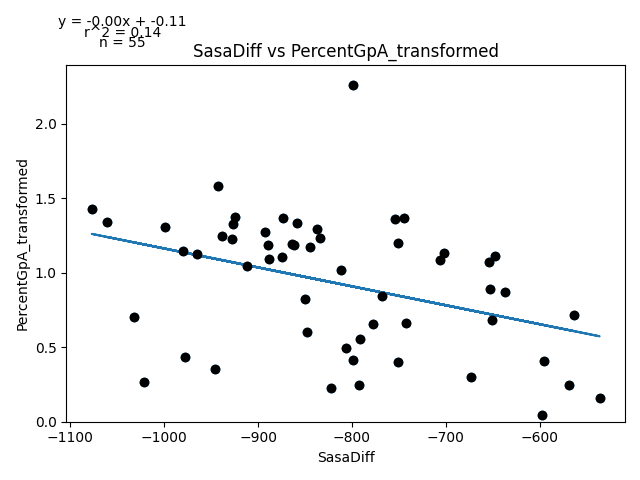 y = -0.00x + -0.11
r^2 = 0.14
n = 55
SasaDiff vs PercentGpA_transformed
PercentGpA_transformed
2.0
1.5
1.0
0.5
0.0
−1100 −1000 −900 −800 −700 −600
SasaDiff